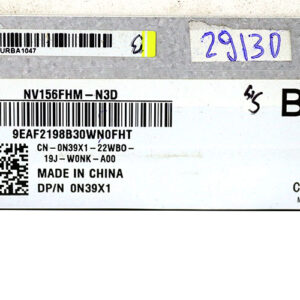 URBA1047
29130
NV156FHM-N3D
B
9EAF2198B30WN0FHT
CN-0N39X1-22WBO-
19J-W0NK-A00
MADE IN CHINA
DP/N 0N39X1
C